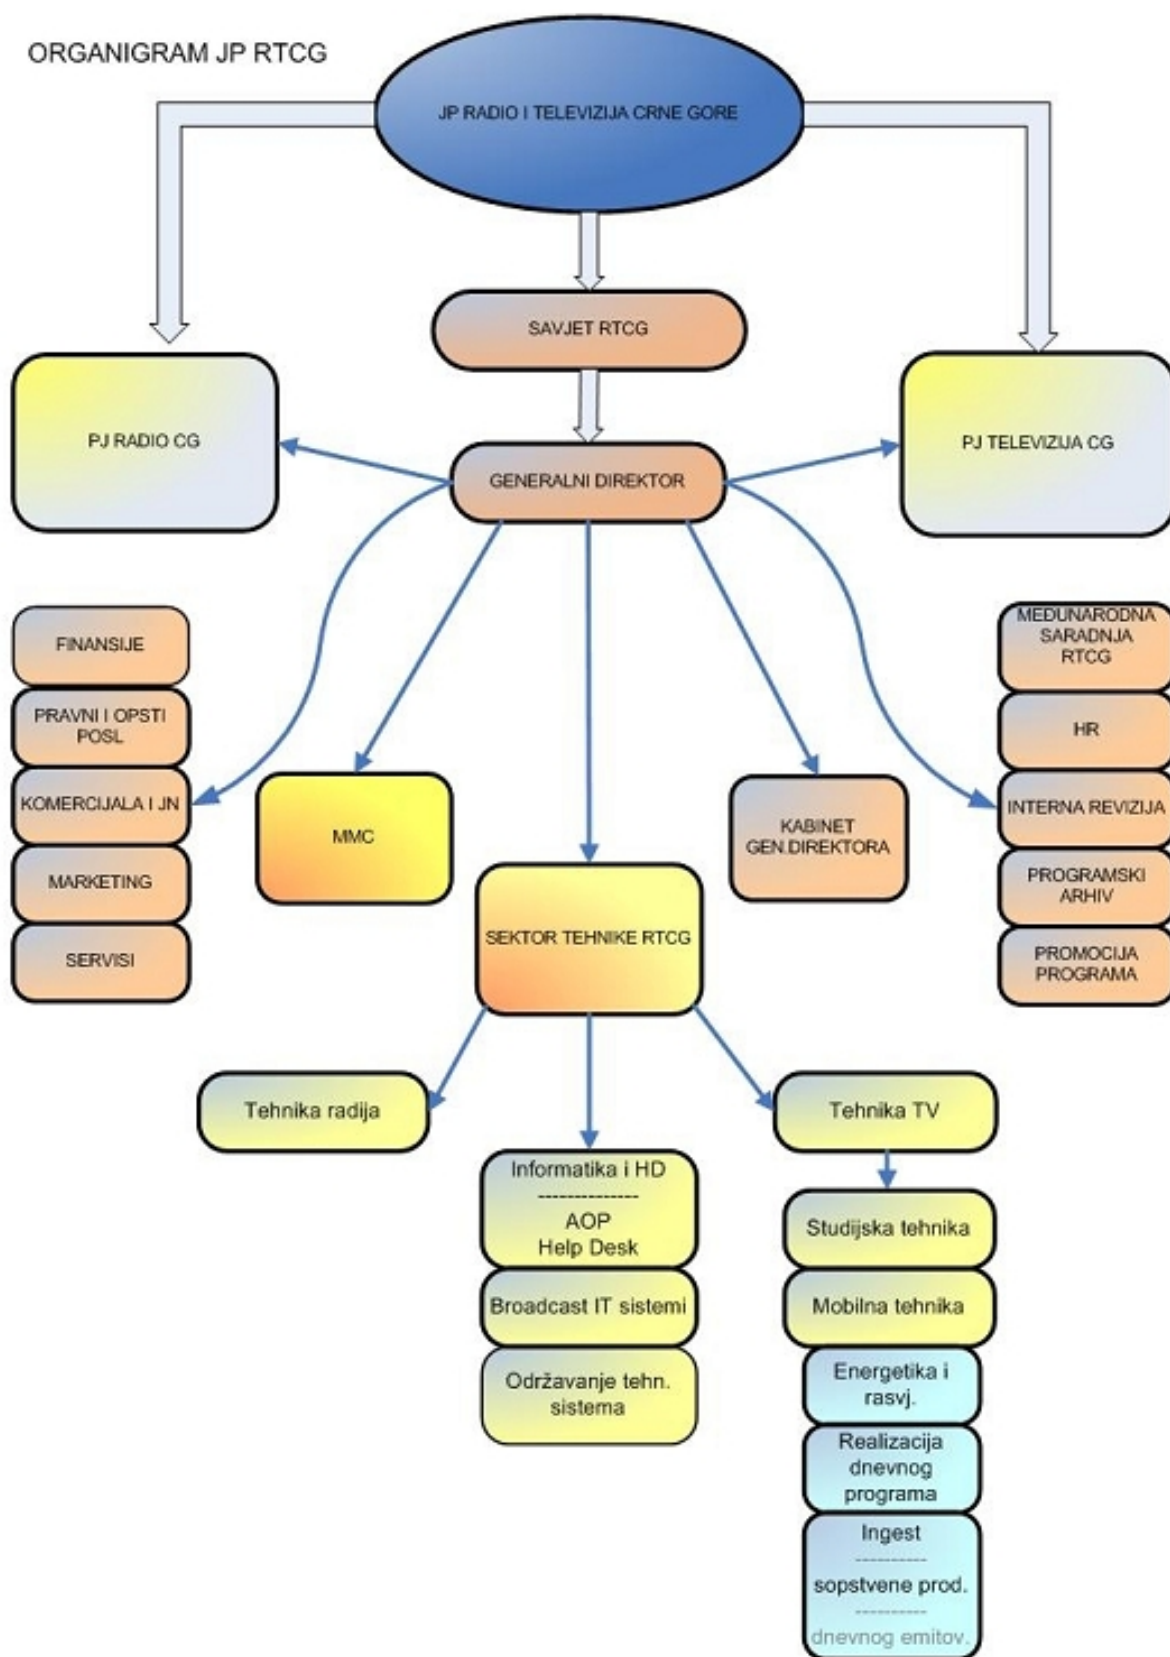 ORGANIGRAM JP RTCG
JP RADIO I TELEVIZIJA CRNE GORE
SAVJET RTCG
PJ RADIO CG
GENERALNI DIREKTOR
PJ TELEVIZIJA CG
FINANSIJE
PRAVNI I OPSTI
POSL
KOMERCIJALA I JN
MARKETING
SERVISI
MMC
KABINET
GEN.DIREKTORA
MEĐUNARODNA
SARADNJA
RTCG
HR
INTERNA REVIZIJA
PROGRAMSKI
ARHIV
PROMOCIJA
PROGRAMA
SEKTOR TEHNIKE RTCG
Tehnika radija
Informatika i HD
--------------
AOP
Help Desk
Broadcast IT sistemi
Održavanje tehn.
sistema
Tehnika TV
Studijska tehnika
Mobilna tehnika
Energetika i
rasvj.
Realizacija
dnevnog
programa
Ingest
----------
sopstvene prod.
----------
dnevnog emitov.